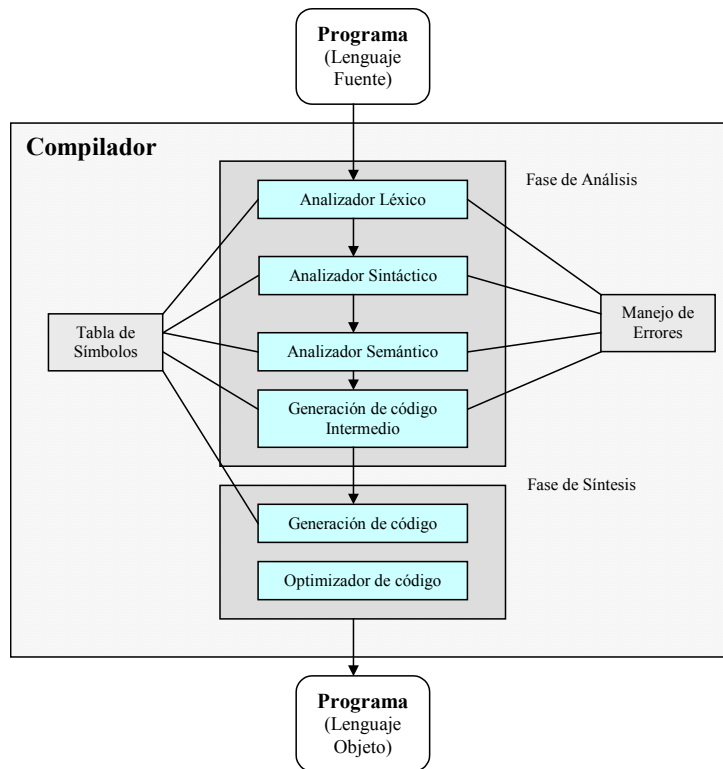 Programa
(Lenguaje
Fuente)
Compilador
Fase de Análisis
Analizador Léxico
Analizador Sintáctico
Tabla de
Símbolos
Manejo de
Errores
Analizador Semántico
Generación de código
Intermedio
Fase de Síntesis
Generación de código
Optimizador de código
Programa
(Lenguaje
Objeto)